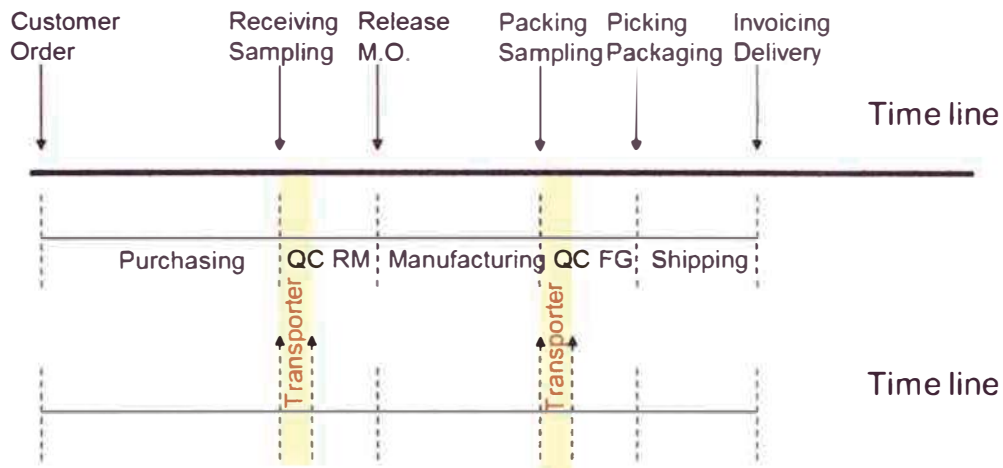 Customer Order
Receiving Sampling
Release M.O.
Packing Sampling
Picking Packaging
Invoicing Delivery
Time line
Purchasing
QC RM
Manufacturing
QC FG
Shipping
Transporter
Transporter
Time line